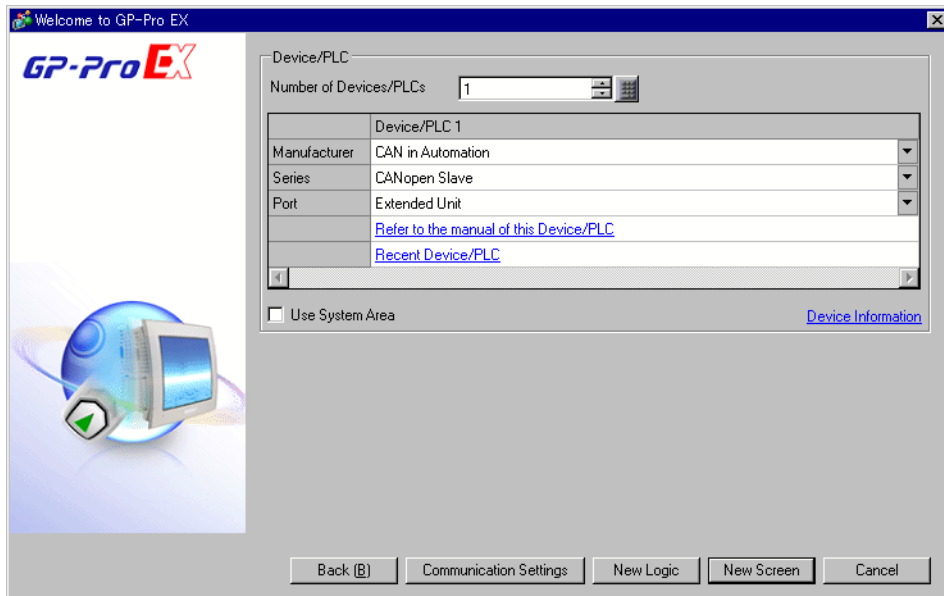 Welcome to GP-Pro EX
GP-Pro EX
Device/PLC
Number of Devices/PLCs 1
Device/PLC 1
Manufacturer CAN in Automation
Series CANopen Slave
Port Extended Unit
Refer to the manual of this Device/PLC
Recent Device/PLC
Use System Area Device Information
Back (B) Communication Settings New Logic New Screen Cancel